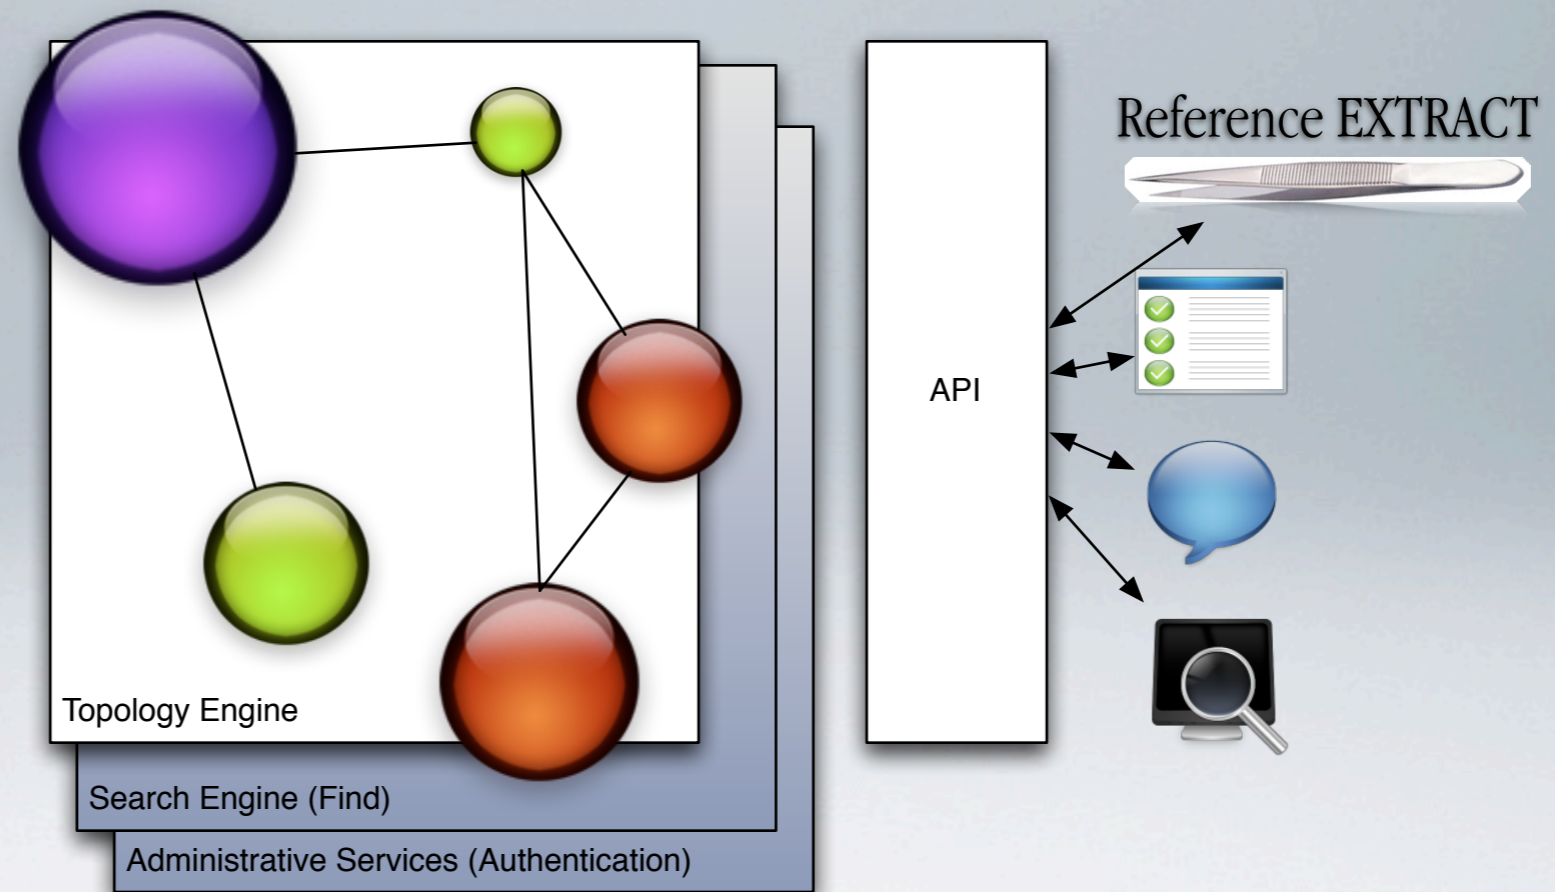 Reference EXTRACT
API
Topology Engine
Search Engine (Find)
Administrative Services (Authentication)